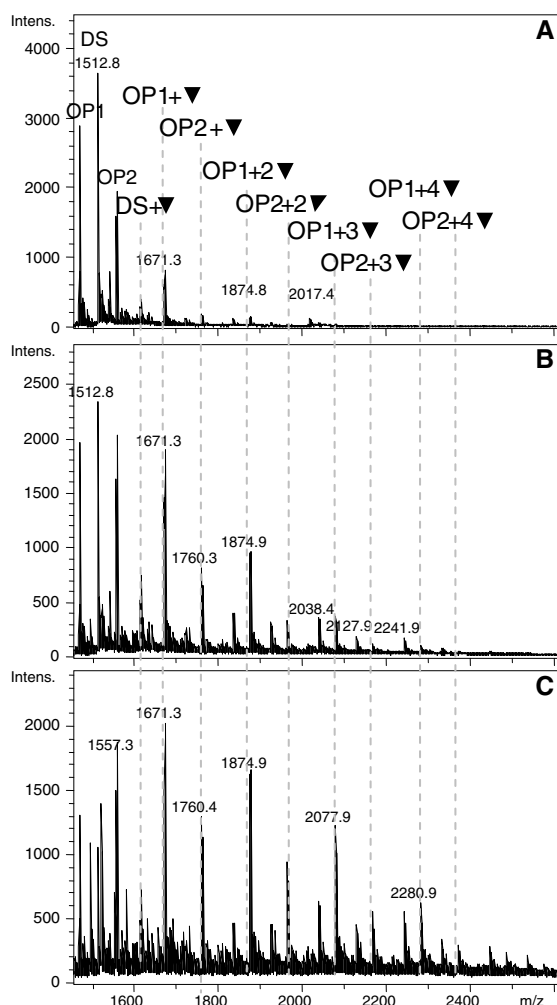 Intens.
A
DS
4000
1512.8
OP1+▼
OP1
3000
OP2+▼
OP1+2▼
OP2
OP1+4▼
2000
DS+▼
OP2+2▼
OP2+4▼
OP1+3▼
1671.3
OP2+3▼
1000
1874.8
2017.4
0
Intens.
B
2500
1512.8
2000
1671.3
1500
1000
1760.3
1874.9
500
2038.4
2127.9
2241.9
0
Intens.
C
2000
1671.3
1557.3
1500
1874.9
1760.4
2077.9
1000
2280.9
500
0
1600
1800
2000
2200
2400
m/z